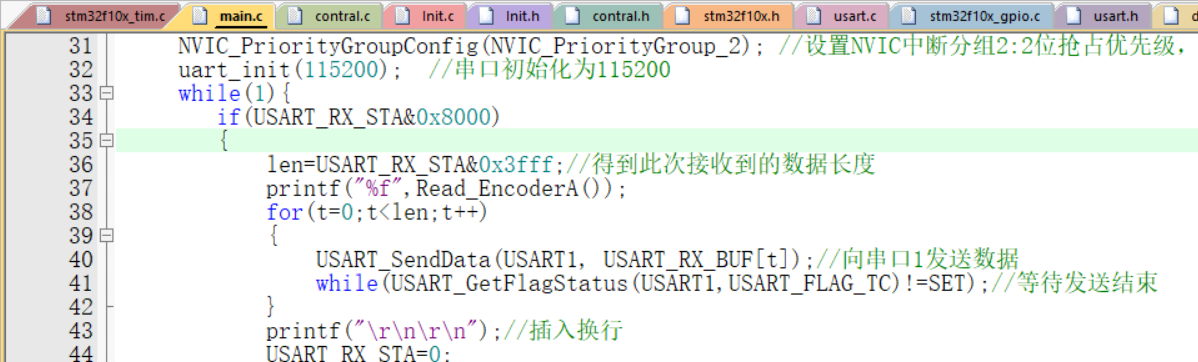 stm32f10x_tim.c main.c contral.c Init.c Init.h contral.h stm32f10x.h usart.c stm32f10x_gpio.c usart.h d
31 NVIC_PriorityGroupConfig(NVIC_PriorityGroup_2); //设置NVIC中断分组2:2位抢占优先级，
32 uart_init(115200); //串口初始化为115200
33 while(1){
34 if(USART_RX_STA&0x8000)
35 {
36 len=USART_RX_STA&0x3fff;//得到此次接收到的数据长度
37 printf("%f",Read_EncoderA());
38 for(t=0;t<len;t++)
39 {
40 USART_SendData(USART1, USART_RX_BUF[t]);//向串口1发送数据
41 while(USART_GetFlagStatus(USART1,USART_FLAG_TC)!=SET);//等待发送结束
42 }
43 printf("\r\n\r\n");//插入换行
44 USART_RX_STA=0;